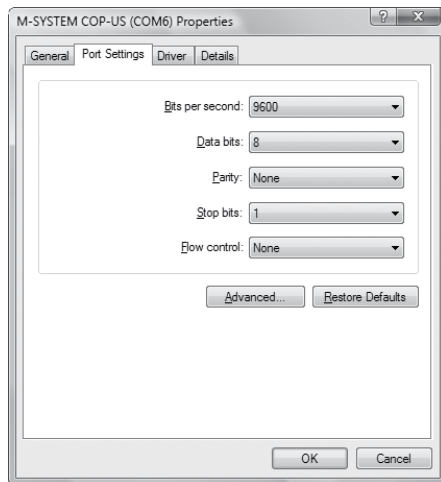 M-SYSTEM COP-US (COM6) Properties
General Port Settings Driver Details
Bits per second: 9600
Data bits: 8
Parity: None
Stop bits: 1
Flow control: None
Advanced... Restore Defaults
OK Cancel